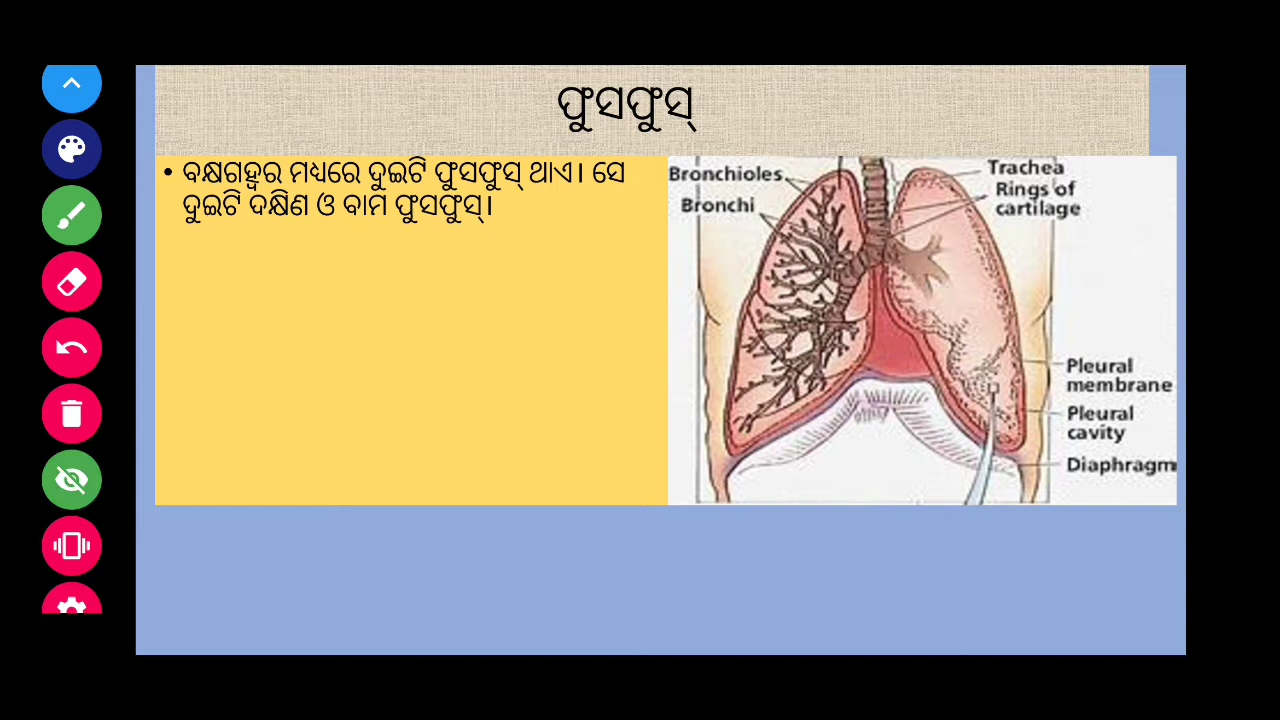 ଫୁସଫୁସ୍
• ବକ୍ଷଗହ୍ୱର ମଧ୍ୟରେ ଦୁଇଟି ଫୁସଫୁସ୍ ଥାଏ। ସେ
ଦୁଇଟି ଦକ୍ଷିଣ ଓ ବାମ ଫୁସଫୁସ୍।
Bronchioles
Bronchi
Trachea
Rings of
cartilage
Pleural
membrane
Pleural
cavity
Diaphragm